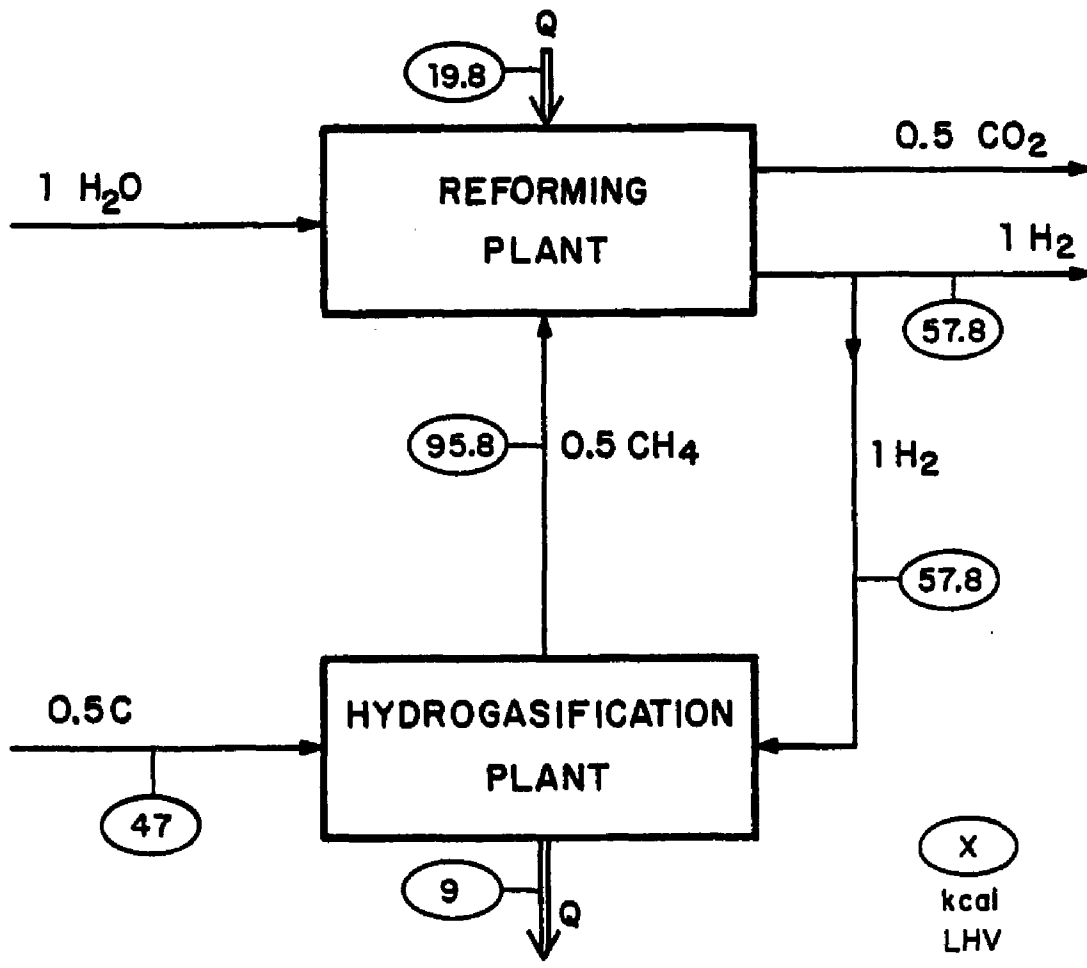 Q
19.8
0.5 CO₂
1 H₂O
REFORMING
PLANT
1 H₂
57.8
95.8
0.5 CH₄
1 H₂
57.8
0.5 C
HYDROGASIFICATION
PLANT
47
X
9
Q
kcal
LHV